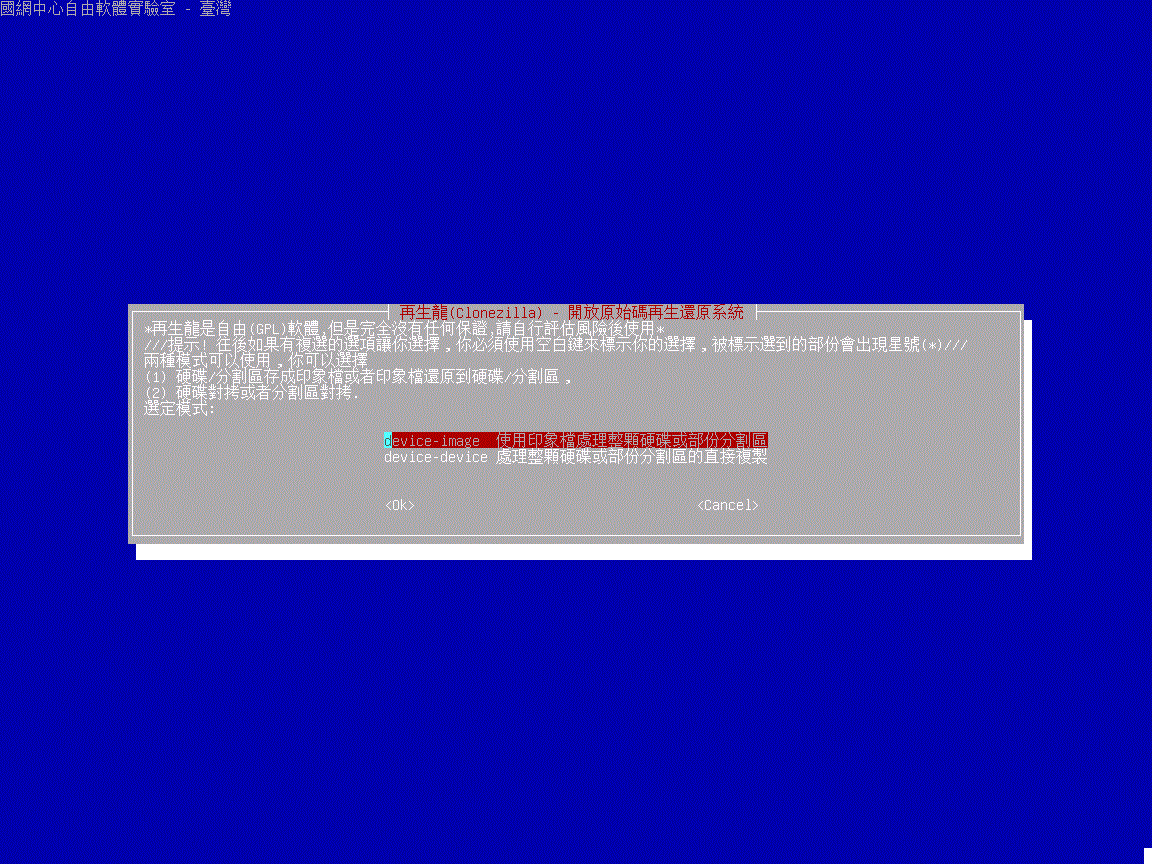 國網中心自由軟體實驗室 - 臺灣
再生龍(Clonezilla) - 開放原始碼再生還原系統
*再生龍是自由(GPL)軟體,但是完全沒有任何保證,請自行評估風險後使用*
///提示! 往後如果有複選的選項讓你選擇,你必須使用空白鍵來標示你的選擇,被標示選到的部份會出現星號(*)///
兩種模式可以使用,你可以選擇
(1) 硬碟/分割區存成印象檔或者印象檔還原到硬碟/分割區,
(2) 硬碟對拷或者分割區對拷.
選定模式:
device-image 使用印象檔處理整顆硬碟或部份分割區
device-device 處理整顆硬碟或部份分割區的直接複製
<Ok> <Cancel>